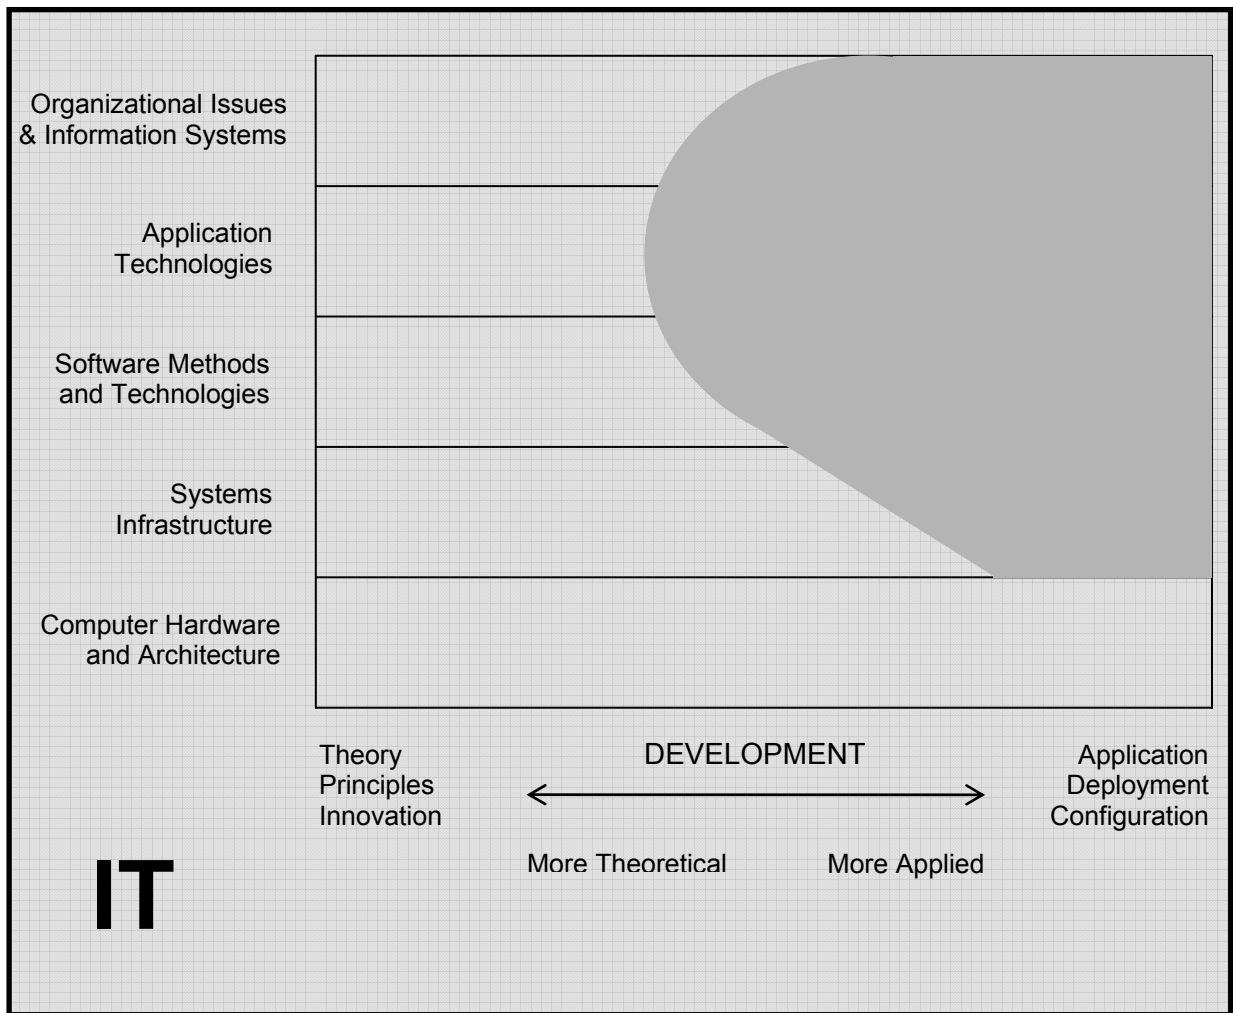 Organizational Issues
& Information Systems
Application
Technologies
Software Methods
and Technologies
Systems
Infrastructure
Computer Hardware
and Architecture
Theory
Principles
Innovation
DEVELOPMENT
Application
Deployment
Configuration
More Theoretical
More Applied
IT